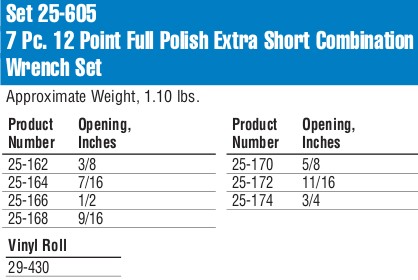 Set 25-605
7 Pc. 12 Point Full Polish Extra Short Combination
Wrench Set
Approximate Weight, 1.10 lbs.
Product Opening,
Number Inches
25-162 3/8
25-164 7/16
25-166 1/2
25-168 9/16
Product Opening,
Number Inches
25-170 5/8
25-172 11/16
25-174 3/4
Vinyl Roll
29-430